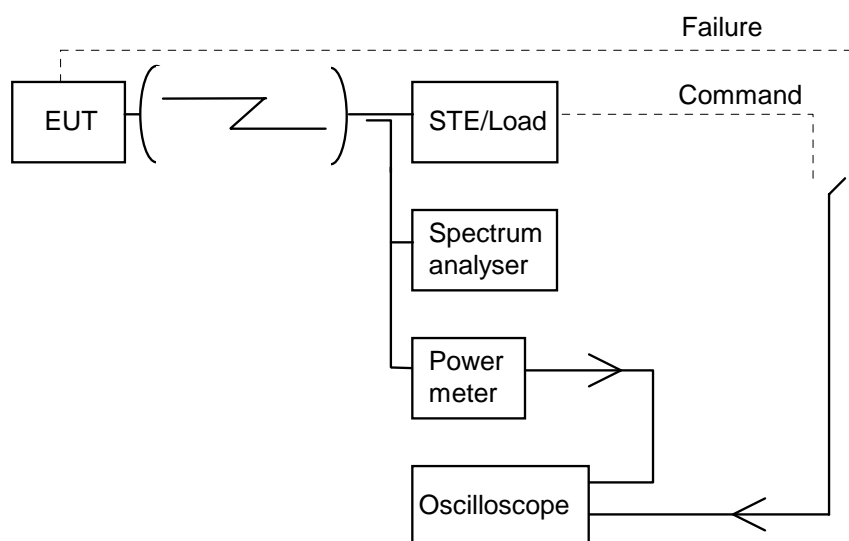 Failure
Command
EUT
STE/Load
Spectrum
analyser
Power
meter
Oscilloscope